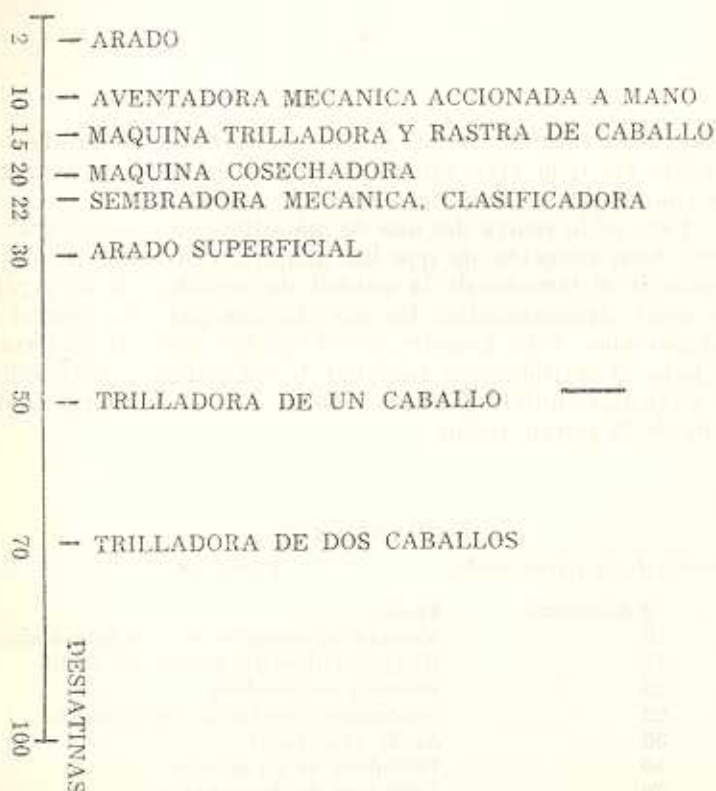 2 — ARADO
10 — AVENTADORA MECANICA ACCIONADA A MANO
15 — MAQUINA TRILLADORA Y RASTRA DE CABALLO
20 — MAQUINA COSECHADORA
22 — SEMBRADORA MECANICA, CLASIFICADORA
30 — ARADO SUPERFICIAL
50 — TRILLADORA DE UN CABALLO
70 — TRILLADORA DE DOS CABALLOS
100
DESIATINAS